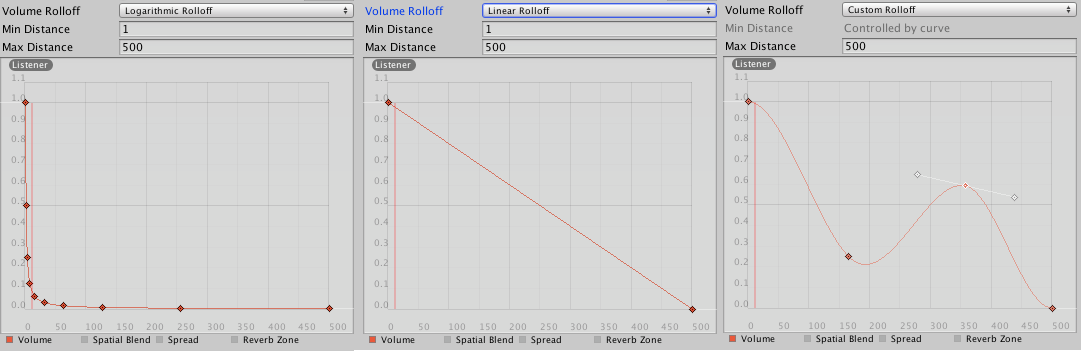 Volume Rolloff Logarithmic Rolloff
Min Distance 1
Max Distance 500
Listener
1.1
1.0
0.9
0.8
0.7
0.6
0.5
0.4
0.3
0.2
0.1
0.0
0 50 100 150 200 250 300 350 400 450 500
Volume Spatial Blend Spread Reverb Zone
Volume Rolloff Linear Rolloff
Min Distance 1
Max Distance 500
Listener
1.1
1.0
0.9
0.8
0.7
0.6
0.5
0.4
0.3
0.2
0.1
0.0
0 50 100 150 200 250 300 350 400 450 500
Volume Spatial Blend Spread Reverb Zone
Volume Rolloff Custom Rolloff
Min Distance Controlled by curve
Max Distance 500
Listener
1.1
1.0
0.9
0.8
0.7
0.6
0.5
0.4
0.3
0.2
0.1
0.0
0 50 100 150 200 250 300 350 400 450 500
Volume Spatial Blend Spread Reverb Zone